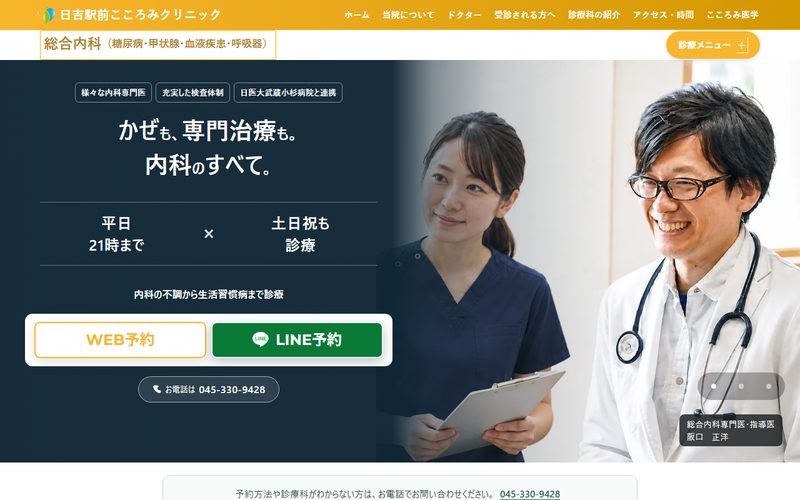 日吉駅前こころみクリニック
ホーム 当院について ドクター 受診される方へ 診療科の紹介 アクセス・時間 こころみ医学
総合内科（糖尿病・甲状腺・血液疾患・呼吸器）
診療メニュー
様々な内科専門医 充実した検査体制 日医大武蔵小杉病院と連携
かぜも、専門治療も。
内科のすべて。
平日
21時まで
×
土日祝も
診療
内科の不調から生活習慣病まで診療
WEB予約
LINE LINE予約
お電話は 045-330-9428
総合内科専門医・指導医
阪口 正洋
予約方法や診療科がわからない方は、お電話でお問い合わせください。 045-330-9428